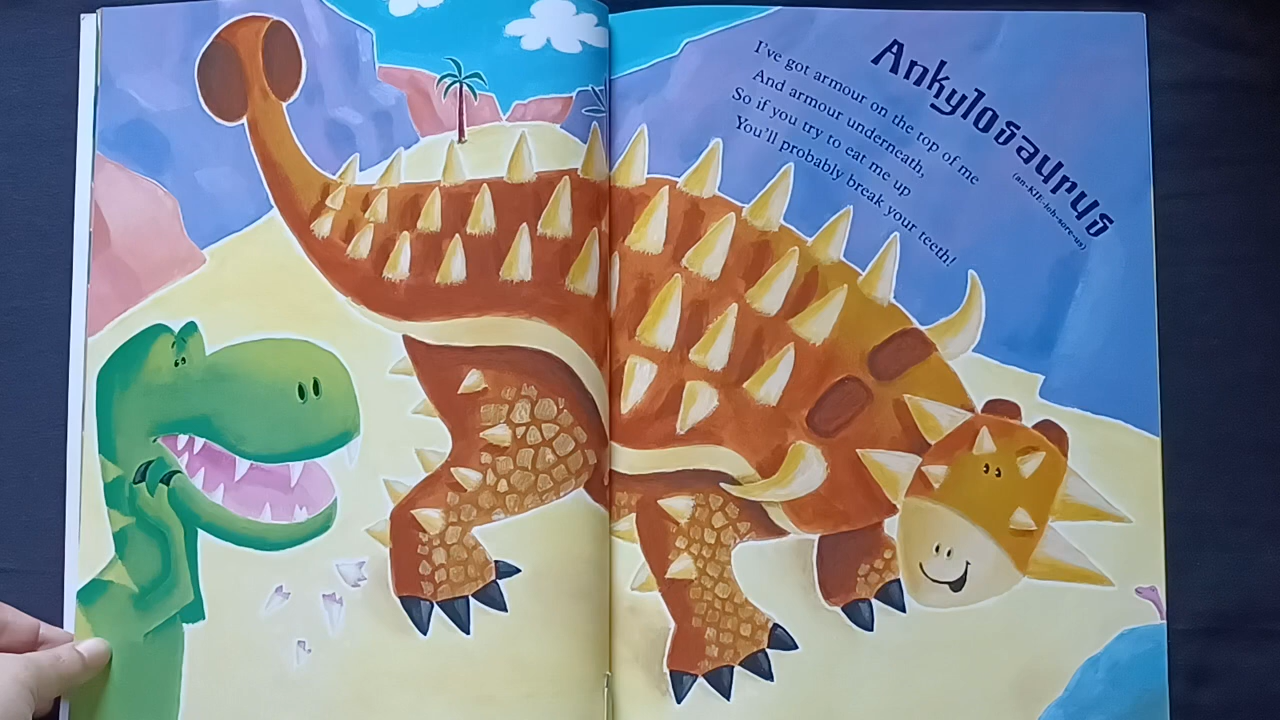 Ankylosaurus
(an-KIE-loh-sore-us)
I've got armour on the top of me
And armour underneath,
So if you try to eat me up
You'll probably break your teeth!